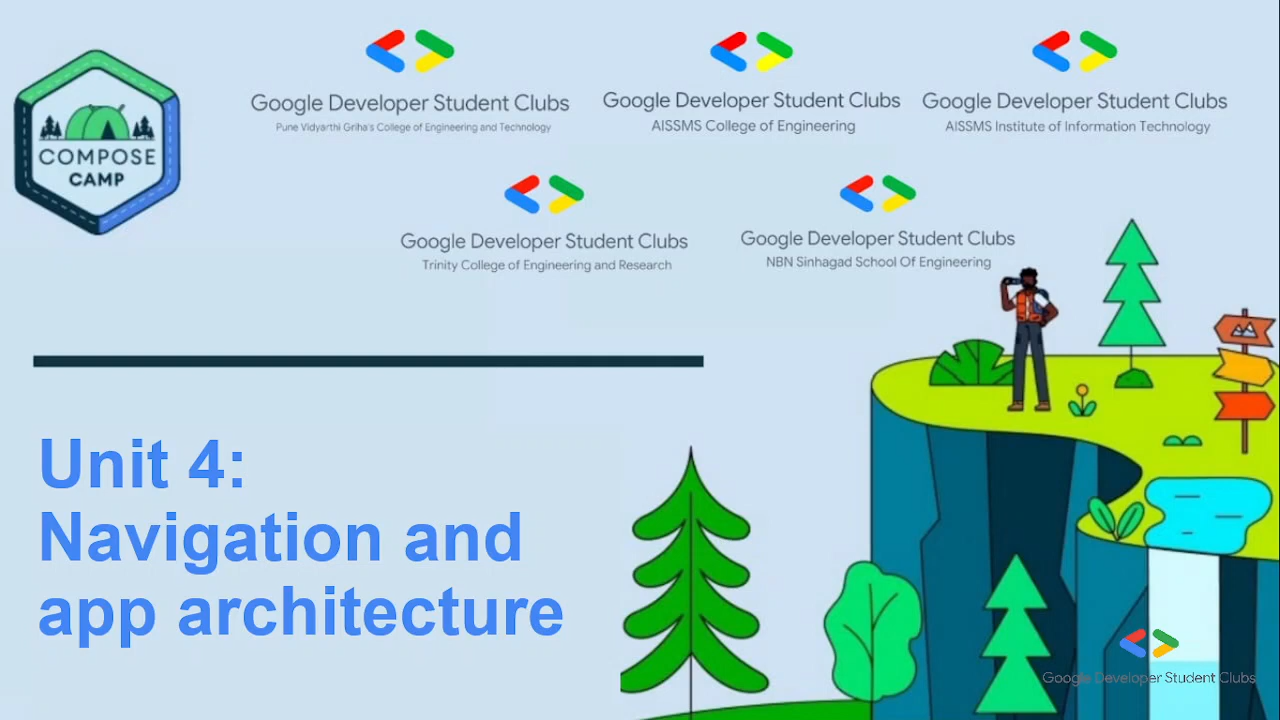 COMPOSE
CAMP
Google Developer Student Clubs
Pune Vidyarthi Griha's College of Engineering and Technology
Google Developer Student Clubs
AISSMS College of Engineering
Google Developer Student Clubs
AISSMS Institute of Information Technology
Google Developer Student Clubs
Trinity College of Engineering and Research
Google Developer Student Clubs
NBN Sinhagad School Of Engineering
Unit 4:
Navigation and
app architecture
Google Developer Student Clubs